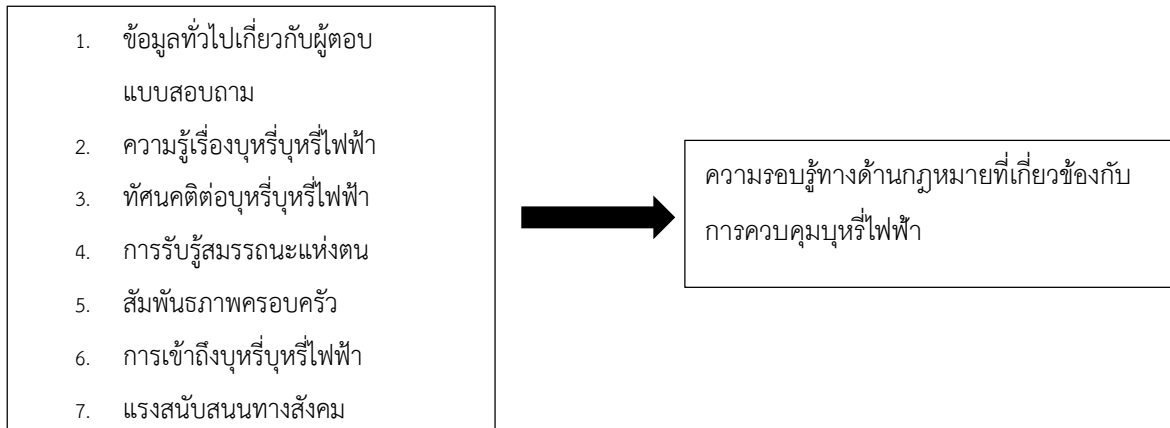 1. ข้อมูลทั่วไปเกี่ยวกับผู้ตอบ
แบบสอบถาม
2. ความรู้เรื่องบุหรี่บุหรี่ไฟฟ้า
3. ทัศนคติต่อบุหรี่บุหรี่ไฟฟ้า
4. การรับรู้สมรรถนะแห่งตน
5. สัมพันธภาพครอบครัว
6. การเข้าถึงบุหรี่บุหรี่ไฟฟ้า
7. แรงสนับสนนทางสังคม
ความรอบรู้ทางด้านกฎหมายที่เกี่ยวข้องกับ
การควบคุมบุหรี่ไฟฟ้า